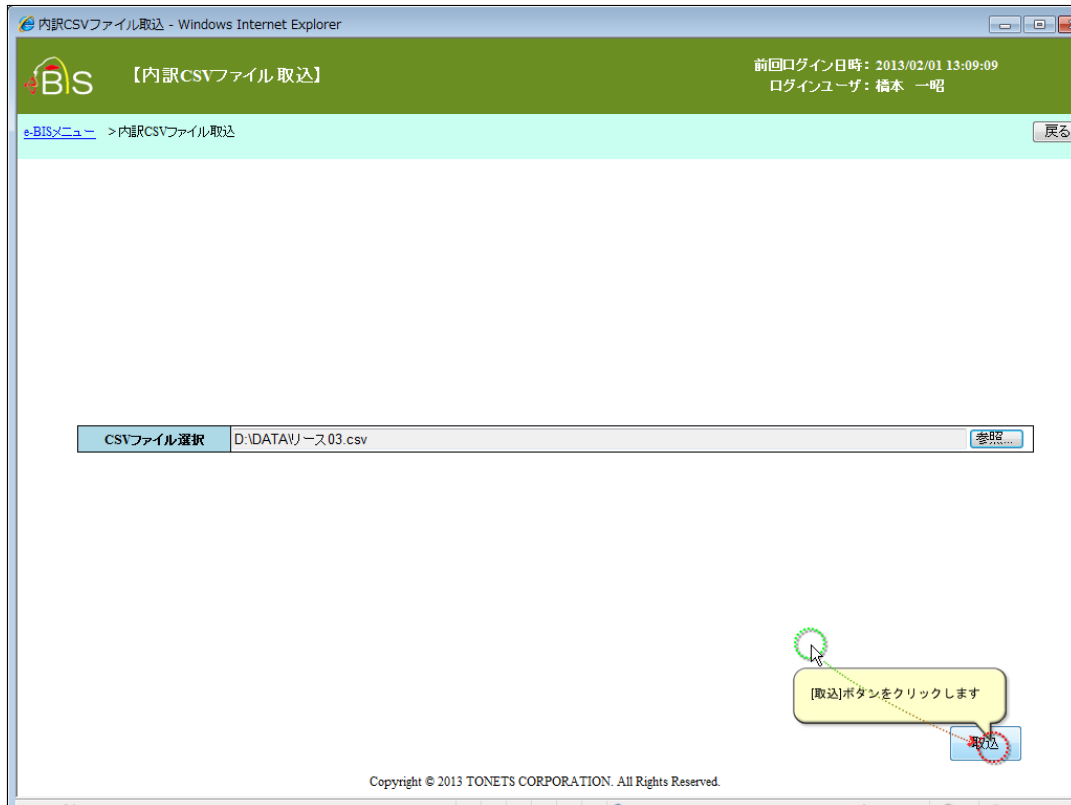 内訳CSVファイル取込 - Windows Internet Explorer
BIS
【内訳CSVファイル取込】
前回ログイン日時：2013/02/01 13:09:09
ログインユーザ：橋本 一昭
e-BISメニュー >内訳CSVファイル取込
戻る
CSVファイル選択
D:\DATA\リース03.csv
参照...
[取込]ボタンをクリックします
取込
Copyright © 2013 TONETS CORPORATION. All Rights Reserved.